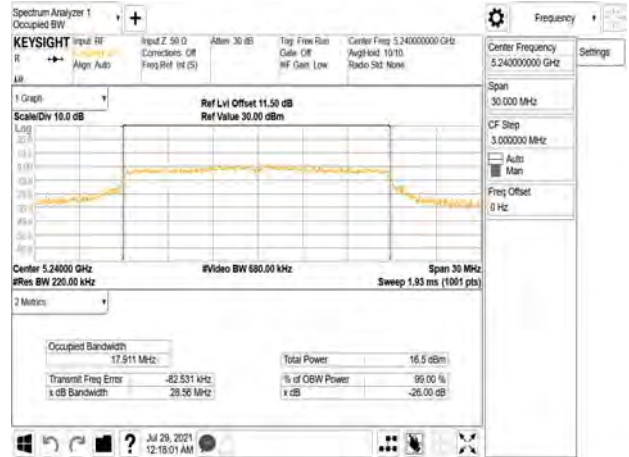 Spectrum Analyzer 1
Occupied BW
Frequency
KEYSIGHT
R
Input: RF
Align: Auto
Input Z: 50 Ω
Corrections: Off
Freq Ref: Int (S)
Atten: 30 dB
Trig: Free Run
Gate: Off
#IF Gain: Low
Center Freq: 5.240000000 GHz
Avg|Hold: 10/10
Radio Std: None
Center Frequency
5.240000000 GHz
Settings
Span
30.000 MHz
CF Step
3.000000 MHz
Auto
Man
Freq Offset
0 Hz
1 Graph
Scale/Div 10.0 dB
Log
Ref Lvl Offset 11.50 dB
Ref Value 30.00 dBm
Center 5.24000 GHz
#Res BW 220.00 kHz
#Video BW 680.00 kHz
Span 30 MHz
Sweep 1.93 ms (1001 pts)
2 Metrics
Occupied Bandwidth
17.911 MHz
Total Power 16.5 dBm
Transmit Freq Error -82.531 kHz
% of OBW Power 99.00 %
x dB Bandwidth 28.56 MHz
x dB -26.00 dB
?
Jul 29, 2021
12:18:01 AM